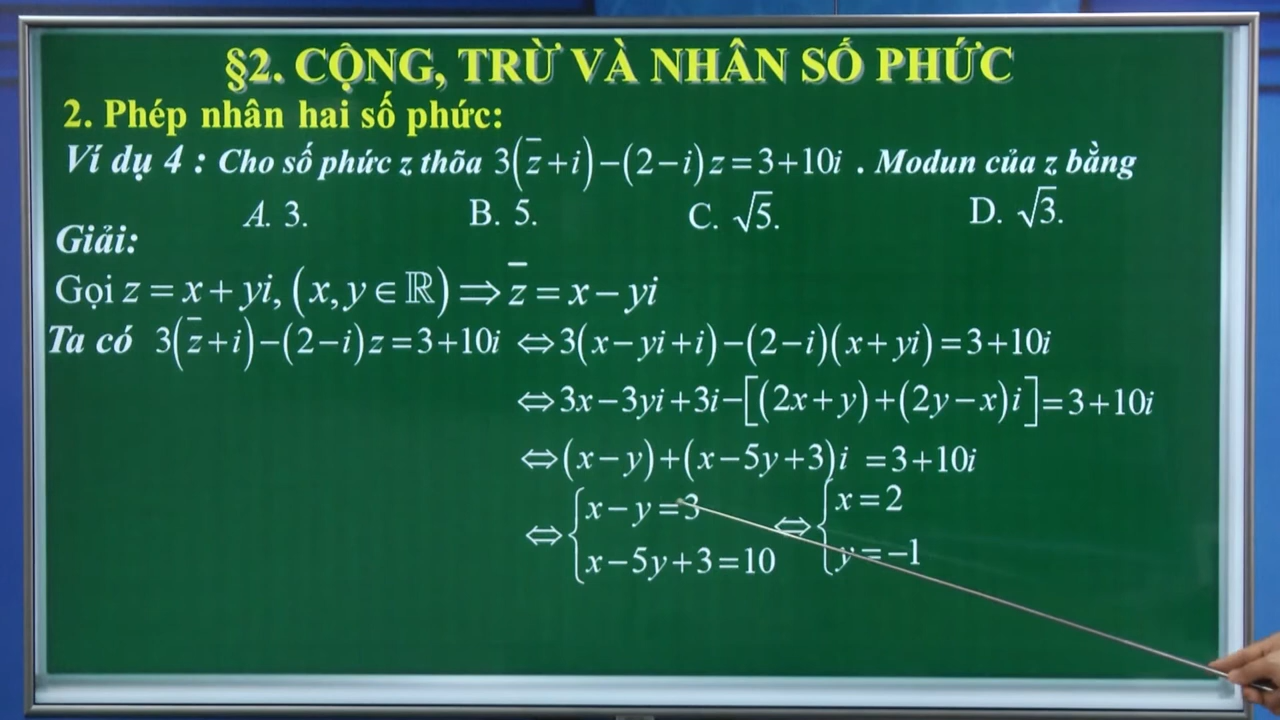 §2. CỘNG, TRỪ VÀ NHÂN SỐ PHỨC
2. Phép nhân hai số phức:
Ví dụ 4 : Cho số phức z thõa 3(z̅+i)−(2−i)z=3+10i . Modun của z bằng
A. 3. B. 5. C. √5. D. √3.
Giải:
Gọi z = x + yi, (x, y ∈ ℝ) ⇒ z̅ = x − yi
Ta có 3(z̅+i)−(2−i)z=3+10i ⇔3(x−yi+i)−(2−i)(x+yi)=3+10i
⇔3x−3yi+3i−[(2x+y)+(2y−x)i]=3+10i
⇔(x−y)+(x−5y+3)i =3+10i
⇔{x−y=3 ⇔{x=2
x−5y+3=10 y=−1